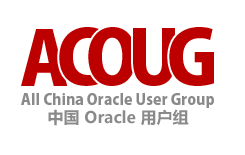 ACOUG
All China Oracle User Group
中国 Oracle 用户组